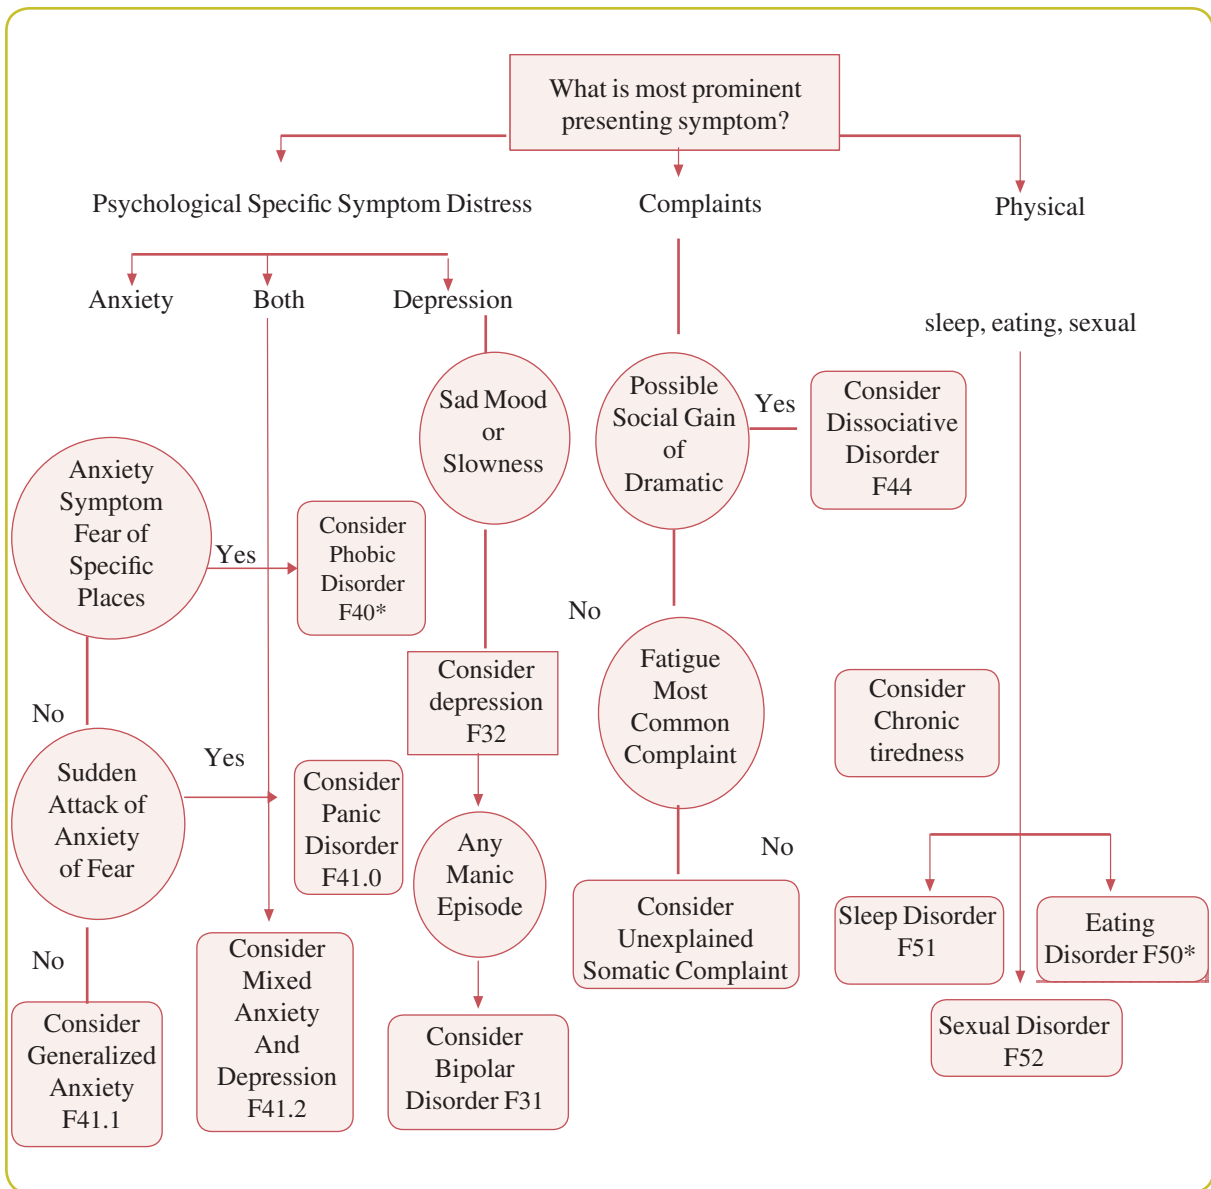 What is most prominent
presenting symptom?
Psychological Specific Symptom Distress
Complaints
Physical
Anxiety
Both
Depression
sleep, eating, sexual
Sad Mood
or
Slowness
Possible
Social Gain
of
Dramatic
Yes
Consider
Dissociative
Disorder
F44
Anxiety
Symptom
Fear of
Specific
Places
Yes
Consider
Phobic
Disorder
F40*
No
Fatigue
Most
Common
Complaint
Consider
depression
F32
Consider
Chronic
tiredness
No
Sudden
Attack of
Anxiety
of Fear
Yes
Consider
Panic
Disorder
F41.0
Any
Manic
Episode
No
Consider
Unexplained
Somatic Complaint
Sleep Disorder
F51
Eating
Disorder F50*
Sexual Disorder
F52
No
Consider
Generalized
Anxiety
F41.1
Consider
Mixed
Anxiety
And
Depression
F41.2
Consider
Bipolar
Disorder F31